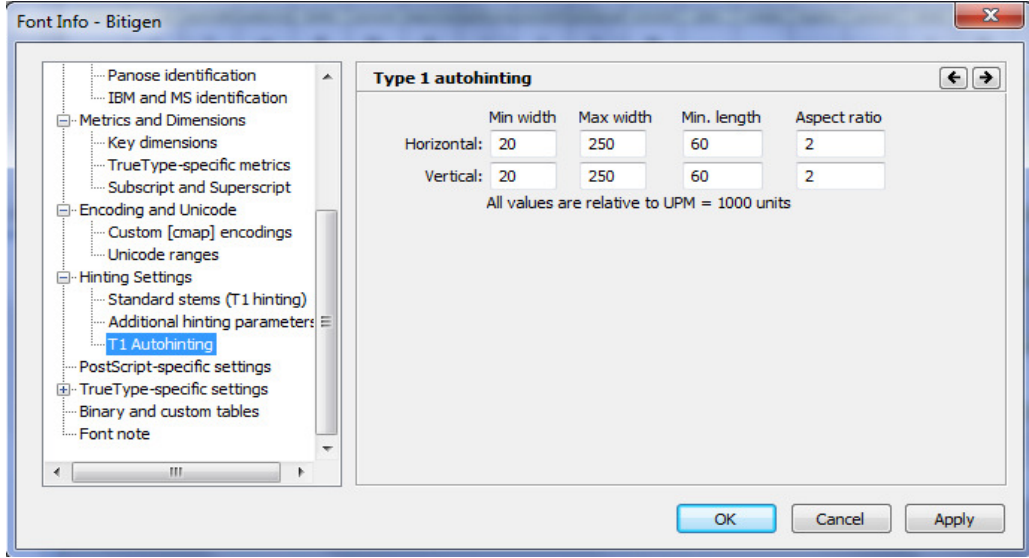 Font Info - Bitigen
Panose identification
IBM and MS identification
Metrics and Dimensions
Key dimensions
TrueType-specific metrics
Subscript and Superscript
Encoding and Unicode
Custom [cmap] encodings
Unicode ranges
Hinting Settings
Standard stems (T1 hinting)
Additional hinting parameters
T1 Autohinting
PostScript-specific settings
TrueType-specific settings
Binary and custom tables
Font note
Type 1 autohinting
Min width Max width Min. length Aspect ratio
Horizontal: 20 250 60 2
Vertical: 20 250 60 2
All values are relative to UPM = 1000 units
OK Cancel Apply